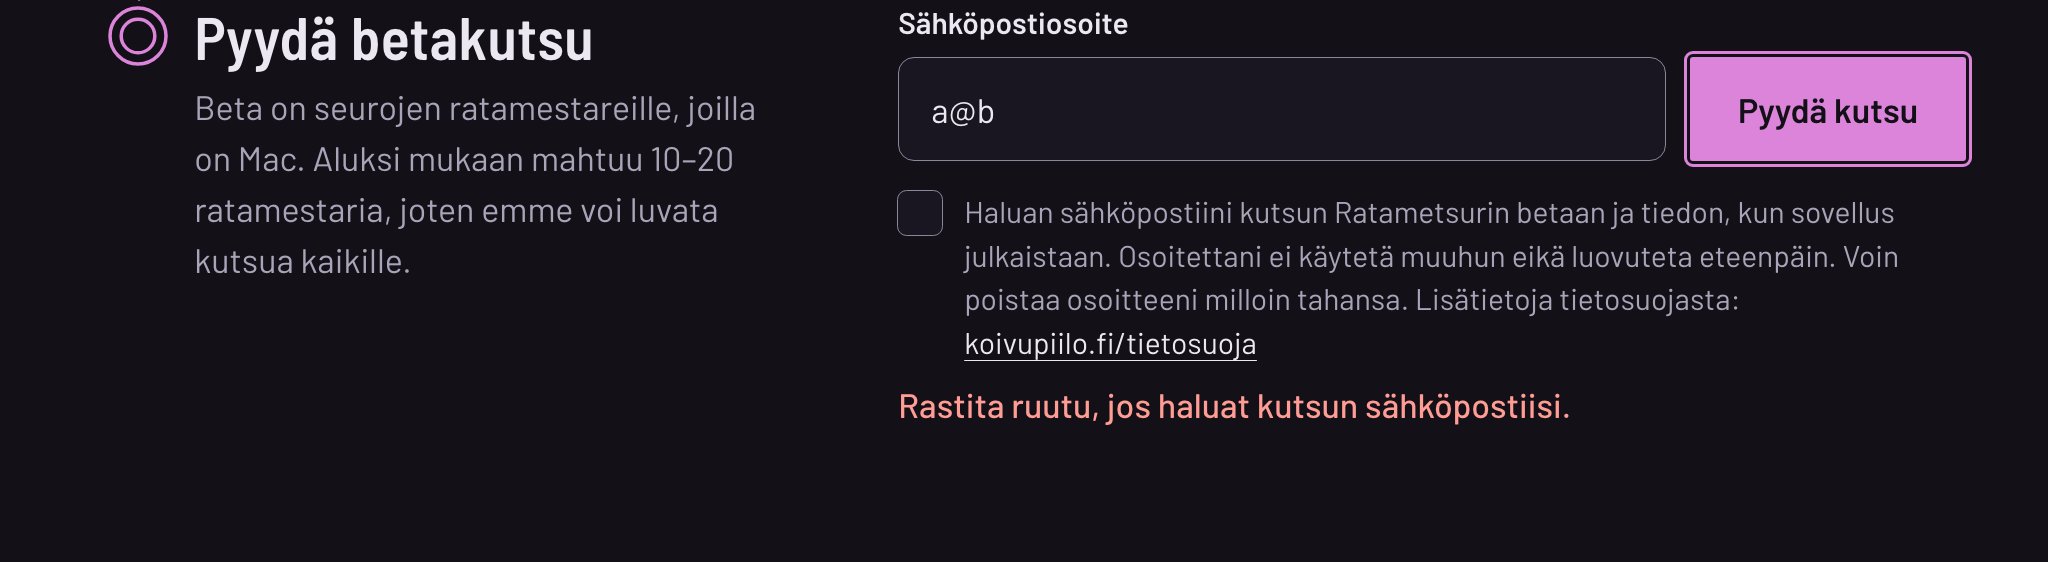 Pyydä betakutsu
Beta on seurojen ratamestareille, joilla
on Mac. Aluksi mukaan mahtuu 10–20
ratamestaria, joten emme voi luvata
kutsua kaikille.
Sähköpostiosoite
a@b
Pyydä kutsu
Haluan sähköpostiini kutsun Ratametsurin betaan ja tiedon, kun sovellus
julkaistaan. Osoitettani ei käytetä muuhun eikä luovuteta eteenpäin. Voin
poistaa osoitteeni milloin tahansa. Lisätietoja tietosuojasta:
koivupiilo.fi/tietosuoja
Rastita ruutu, jos haluat kutsun sähköpostiisi.